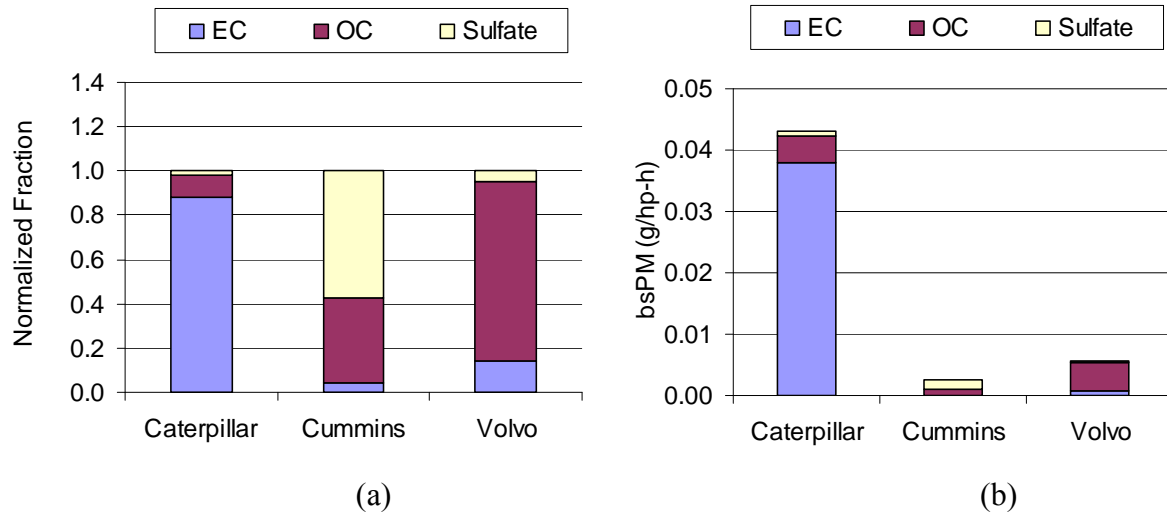 EC OC Sulfate
Normalized Fraction
1.4
1.2
1.0
0.8
0.6
0.4
0.2
0.0
Caterpillar Cummins Volvo
(a)
EC OC Sulfate
bsPM (g/hp-h)
0.05
0.04
0.03
0.02
0.01
0.00
Caterpillar Cummins Volvo
(b)